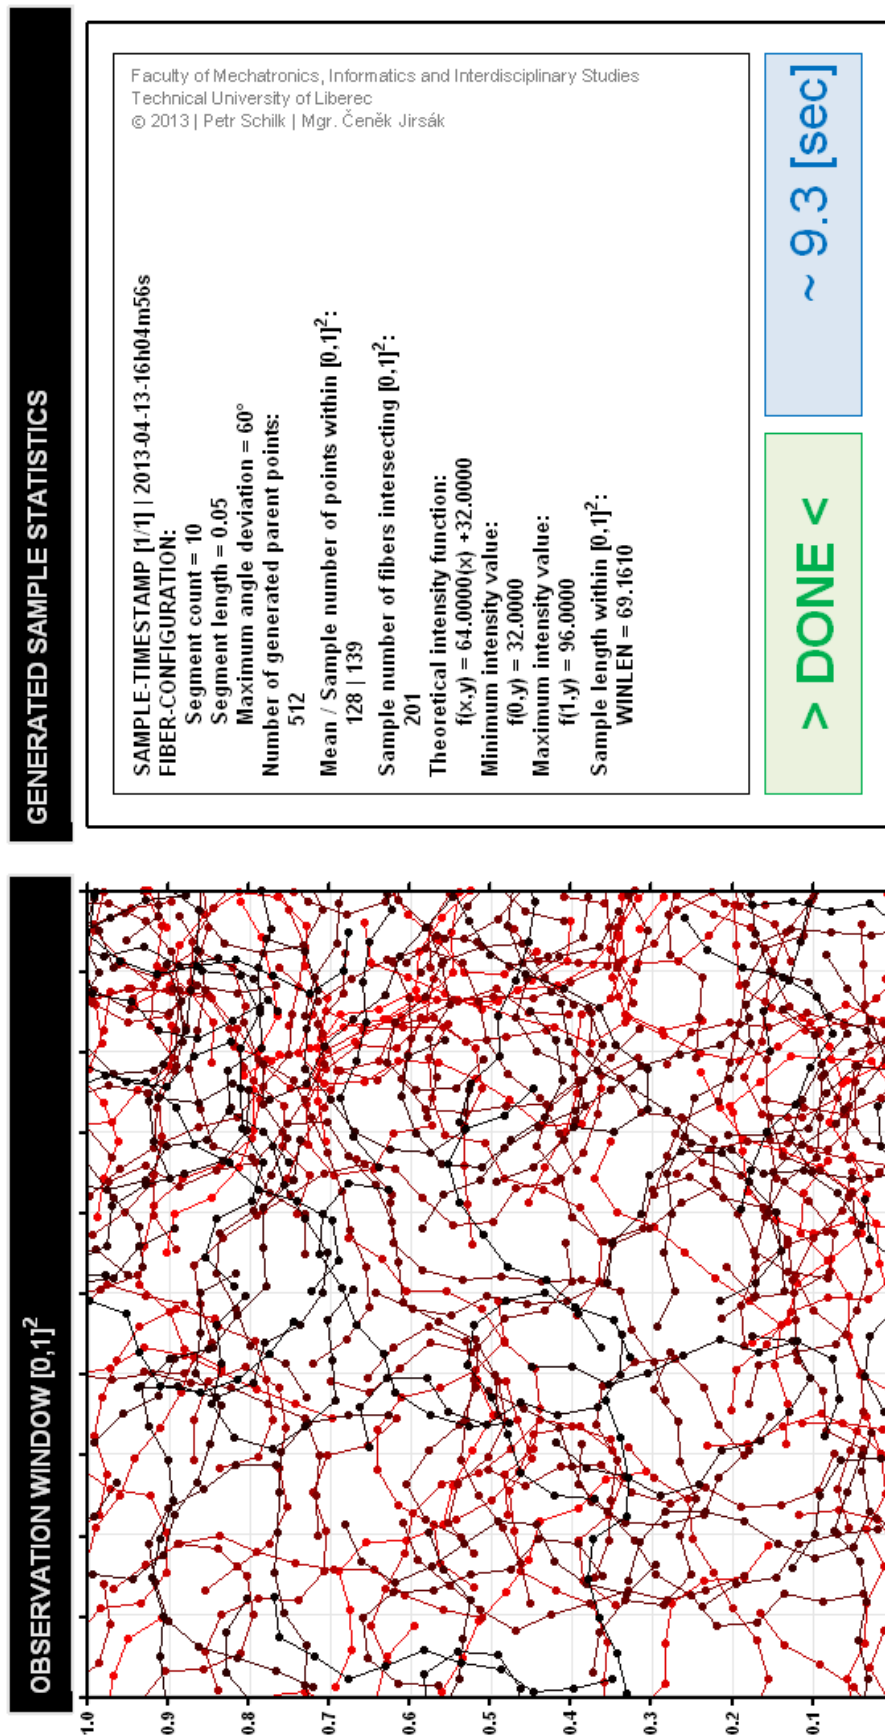 OBSERVATION WINDOW [0,1]²
1.0
0.9
0.8
0.7
0.6
0.5
0.4
0.3
0.2
0.1
GENERATED SAMPLE STATISTICS
SAMPLE-TIMESTAMP [1/1] | 2013-04-13-16h04m56s
FIBER-CONFIGURATION:
Segment count = 10
Segment length = 0.05
Maximum angle deviation = 60°
Number of generated parent points:
512
Mean / Sample number of points within [0,1]²:
128 | 139
Sample number of fibers intersecting [0,1]²:
201
Theoretical intensity function:
f(x,y) = 64.0000(x) +32.0000
Minimum intensity value:
f(0,y) = 32.0000
Maximum intensity value:
f(1,y) = 96.0000
Sample length within [0,1]²:
WINLEN = 69.1610
Faculty of Mechatronics, Informatics and Interdisciplinary Studies
Technical University of Liberec
© 2013 | Petr Schilk | Mgr. Čeněk Jirsák
> DONE <
~ 9.3 [sec]